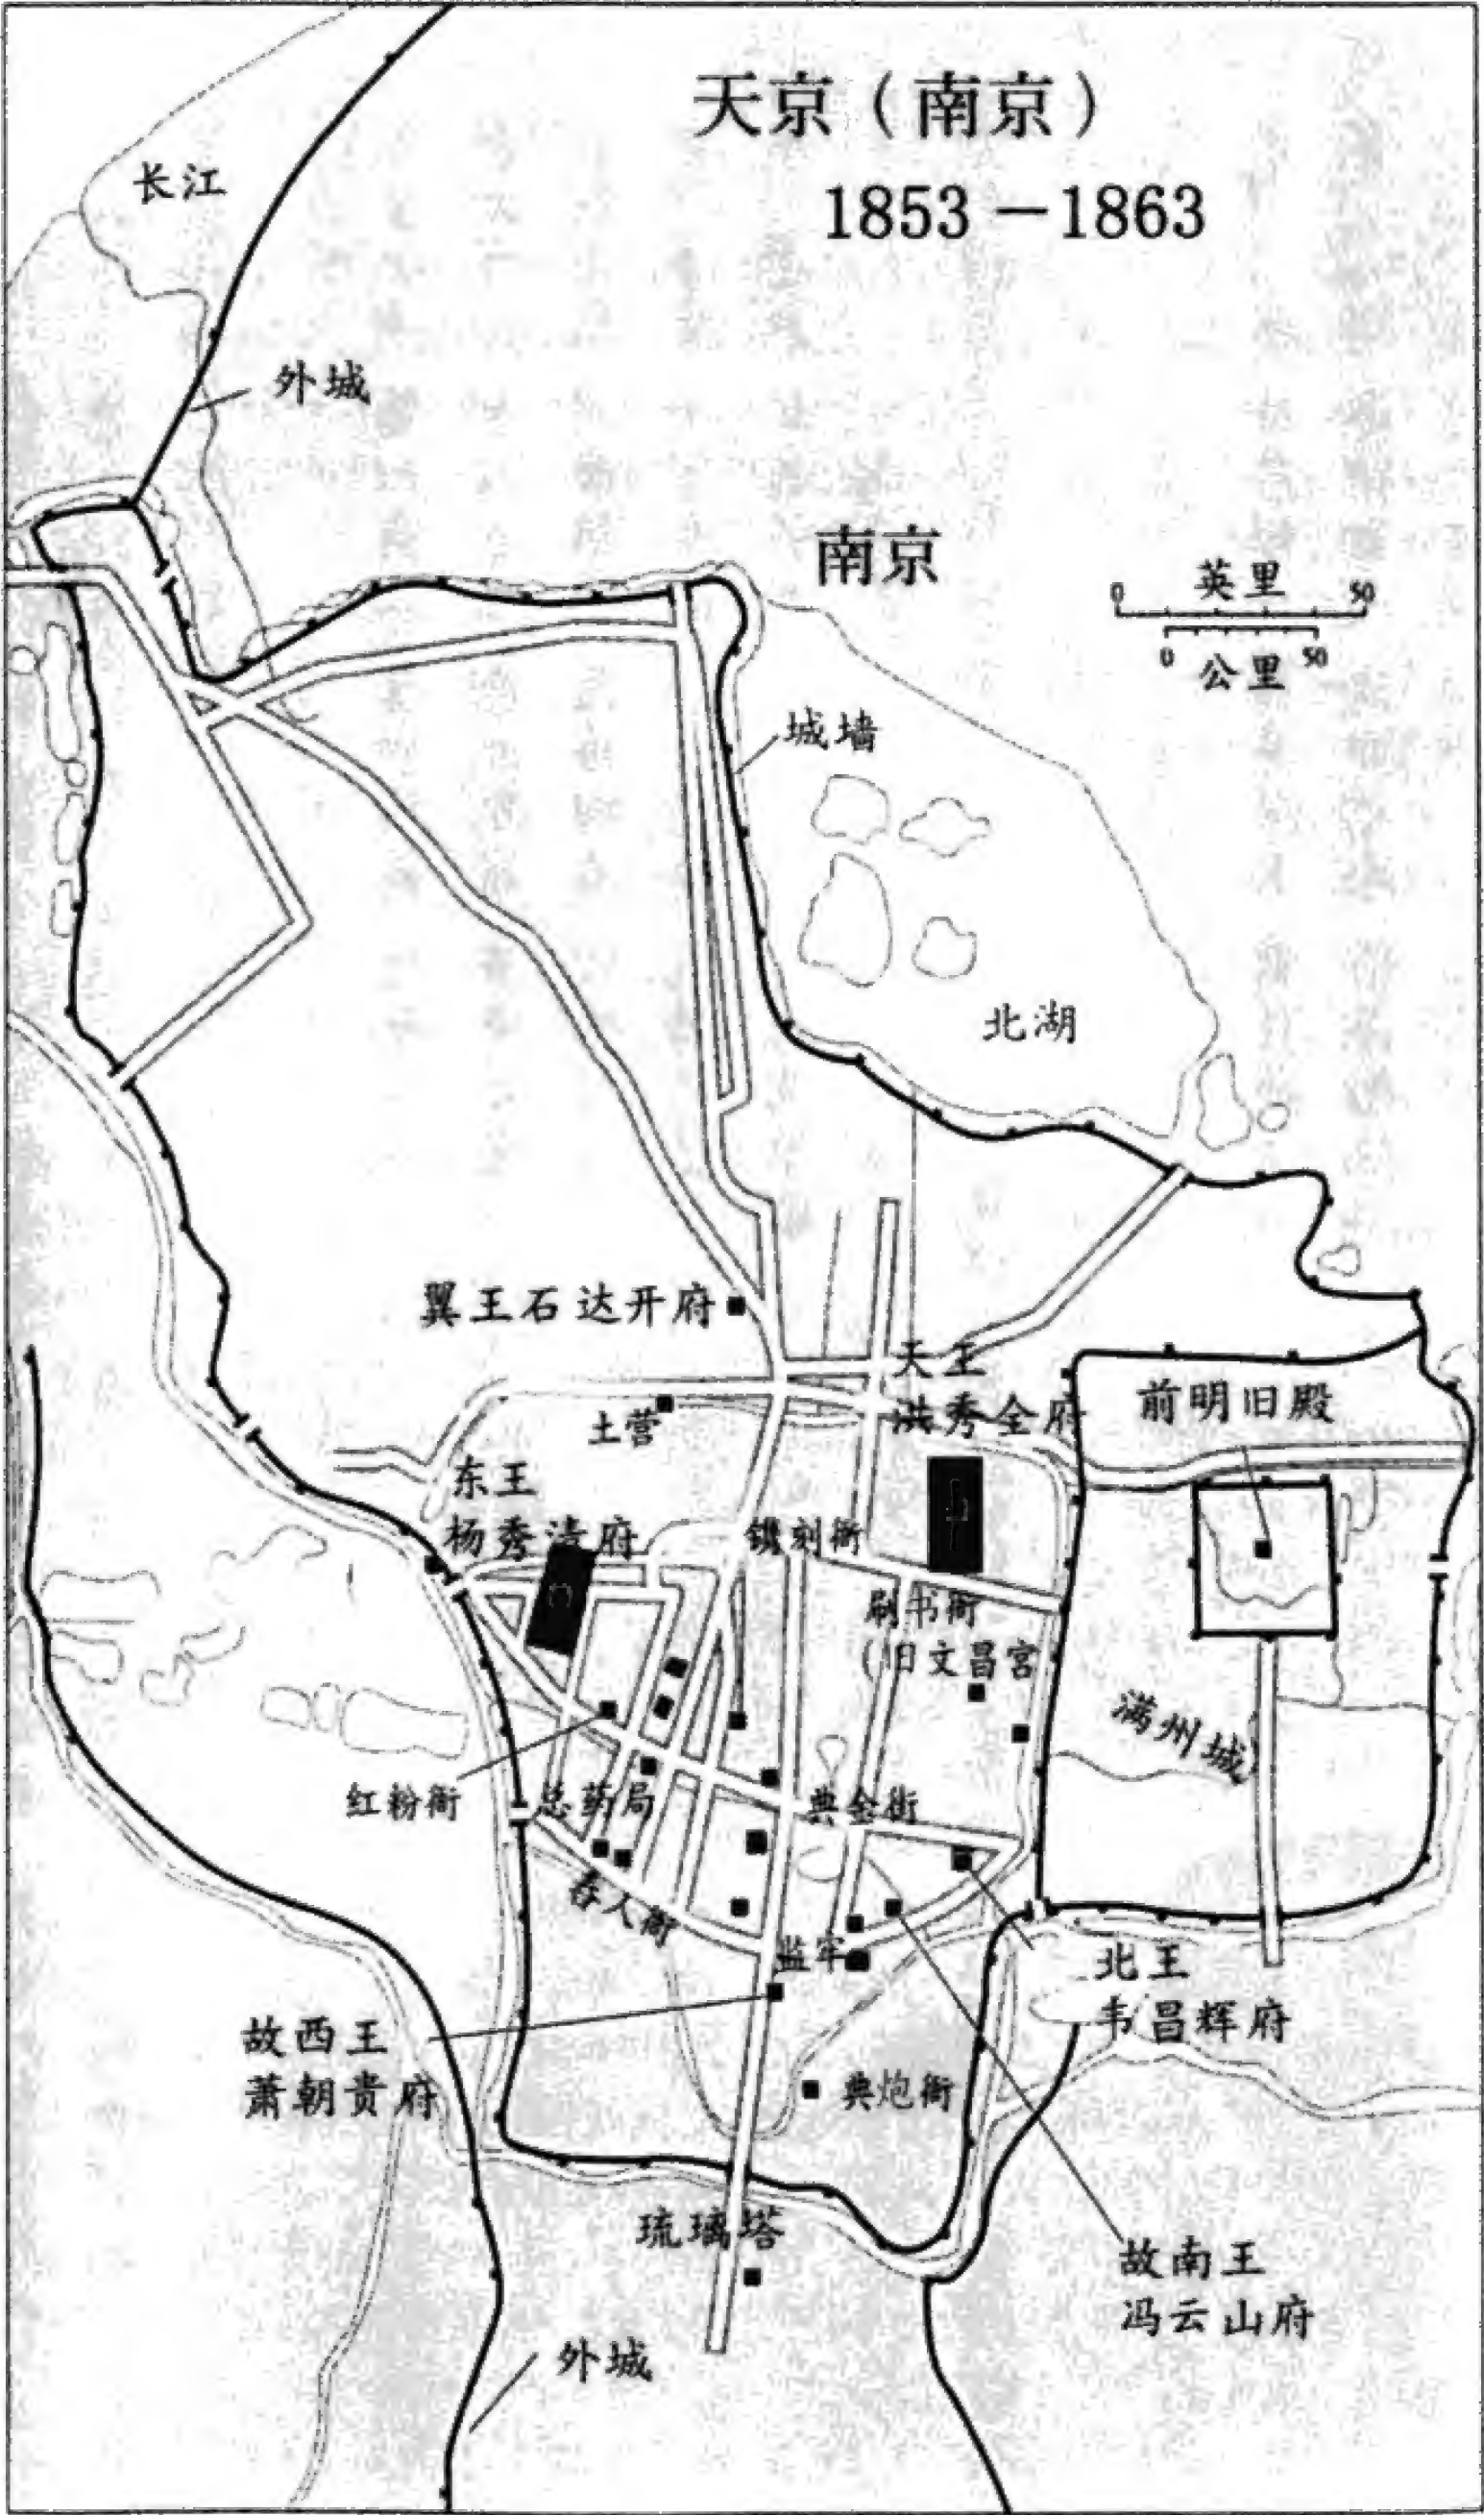 天京（南京）
1853－1863
长江
外城
南京
英里
0 50
0 50
公里
城墙
北湖
翼王石达开府
天王
洪秀全府
前明旧殿
土营
东王
杨秀清府
镌刻衙
刷书衙
(旧文昌宫
满州城
红粉衙
总药局
典金街
舂人衙
监牢
北王
韦昌辉府
故西王
萧朝贵府
典炮衙
琉璃塔
故南王
冯云山府
外城